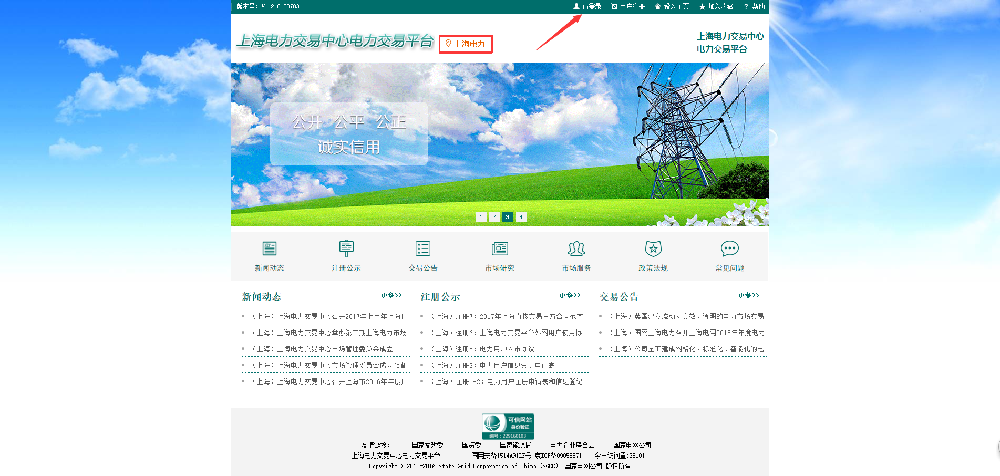 版本号：V1.2.0.83783 请登录 用户注册 设为主页 加入收藏 ? 帮助
上海电力交易中心电力交易平台 上海电力
上海电力交易中心
电力交易平台
公开 公平 公正
诚实信用
1 2 3 4
新闻动态 注册公示 交易公告 市场研究 市场服务 政策法规 常见问题
新闻动态 更多>>
（上海）上海电力交易中心召开2017年上半年上海厂
（上海）上海电力交易中心举办第二期上海电力市场
（上海）上海电力交易中心市场管理委员会成立
（上海）上海电力交易中心市场管理委员会成立预备
（上海）上海电力交易中心召开上海市2016年年度厂
注册公示 更多>>
（上海）注册7：2017年上海直接交易三方合同范本
（上海）注册6：上海电力交易平台外网用户使用协
（上海）注册5：电力用户入市协议
（上海）注册3：电力用户信息变更申请表
（上海）注册1-2：电力用户注册申请表和信息登记
交易公告 更多>>
（上海）英国建立流动、高效、透明的电力市场交易
（上海）国网上海电力召开上海电网2015年年度电力
（上海）公司全面建成网格化、标准化、智能化的电
可信网站
身份验证
编号：229160103
友情链接： 国家发改委 国资委 国家能源局 电力企业联合会 国家电网公司
上海电力交易中心电力交易平台 国网安备1514A91LF号 京ICP备09055871 今日访问量:35101
Copyright @ 2010-2016 State Grid Corporation of China (SGCC). 国家电网公司 版权所有